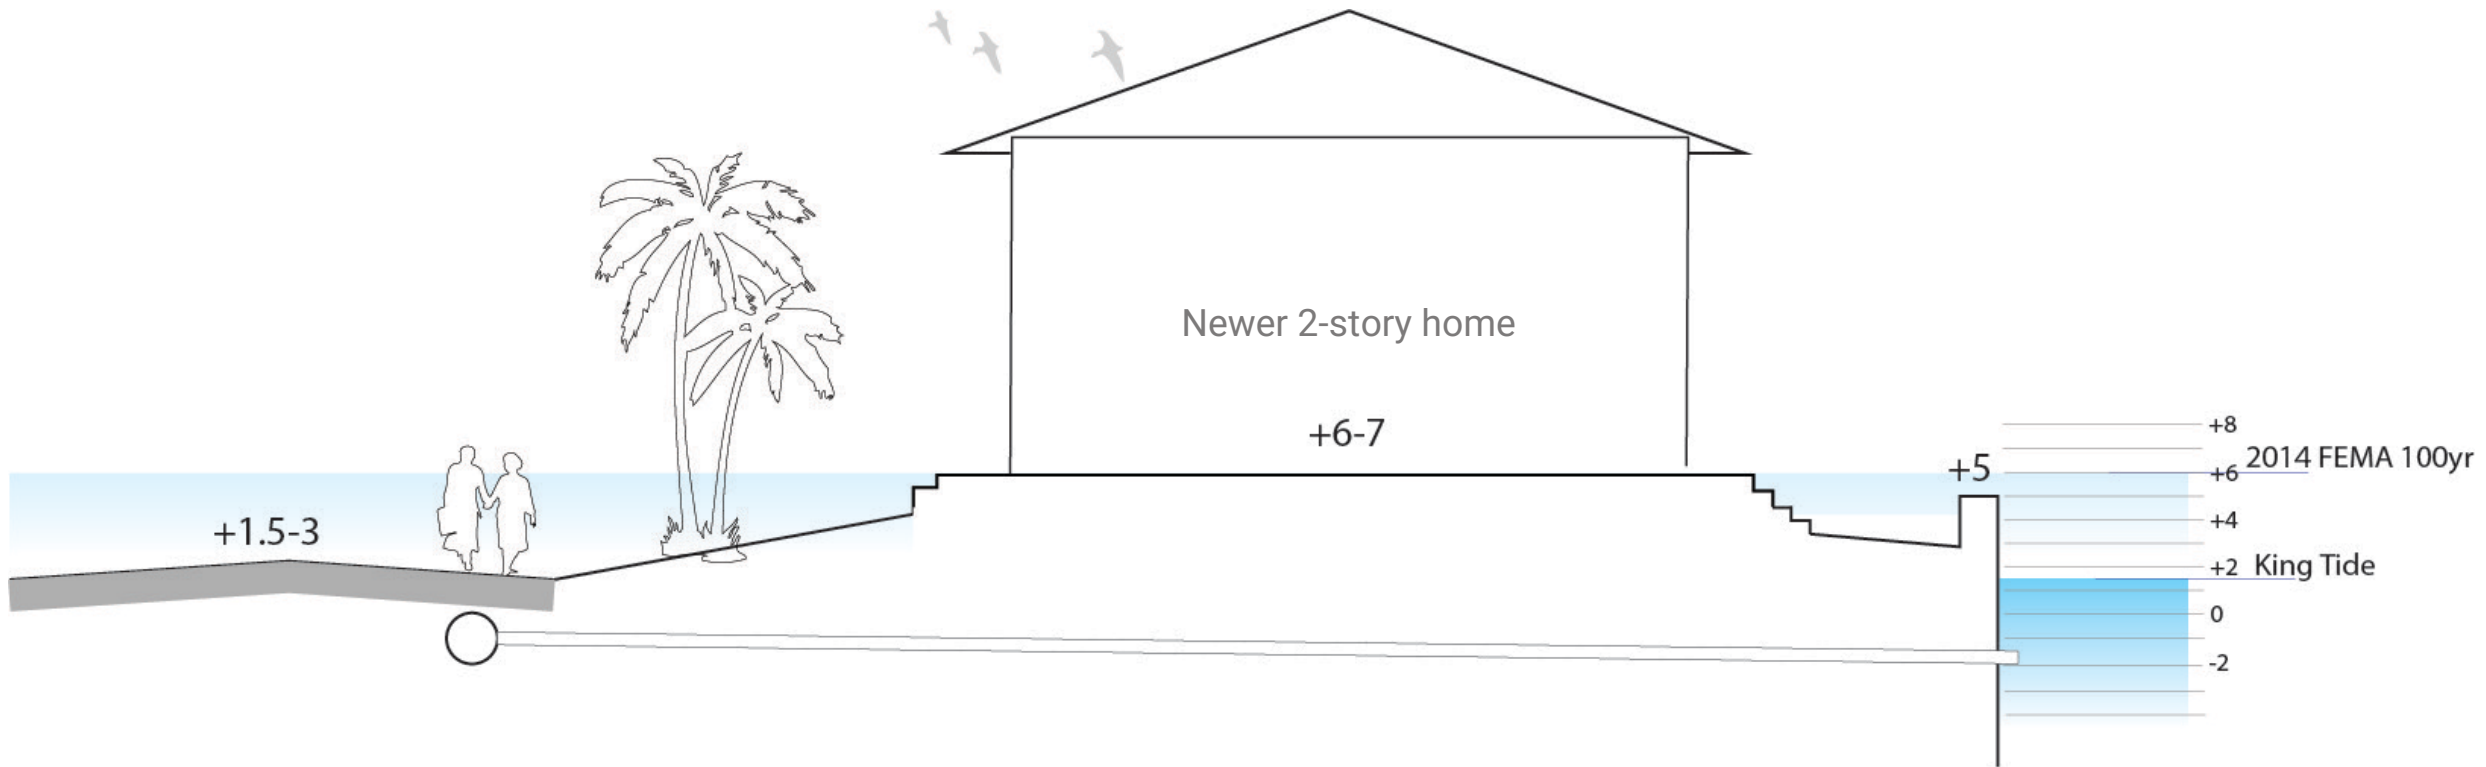 Newer 2-story home
+6-7
+1.5-3
+5
+8
2014 FEMA 100yr
+6
+4
+2 King Tide
0
-2